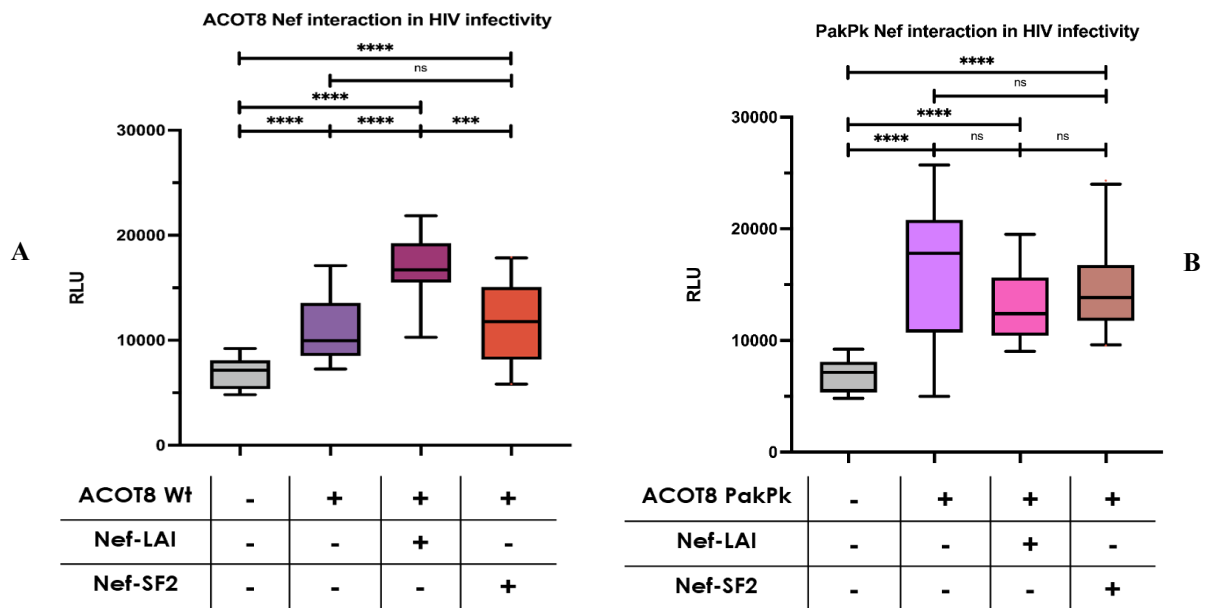 ACOT8 Nef interaction in HIV infectivity
****
ns
****
**** **** ***
30000
20000
10000
0
RLU
A
ACOT8 Wt - + + +
Nef-LAI - - + -
Nef-SF2 - - - +
PakPk Nef interaction in HIV infectivity
****
ns
****
**** ns ns
30000
20000
10000
0
RLU
B
ACOT8 PakPk - + + +
Nef-LAI - - + -
Nef-SF2 - - - +